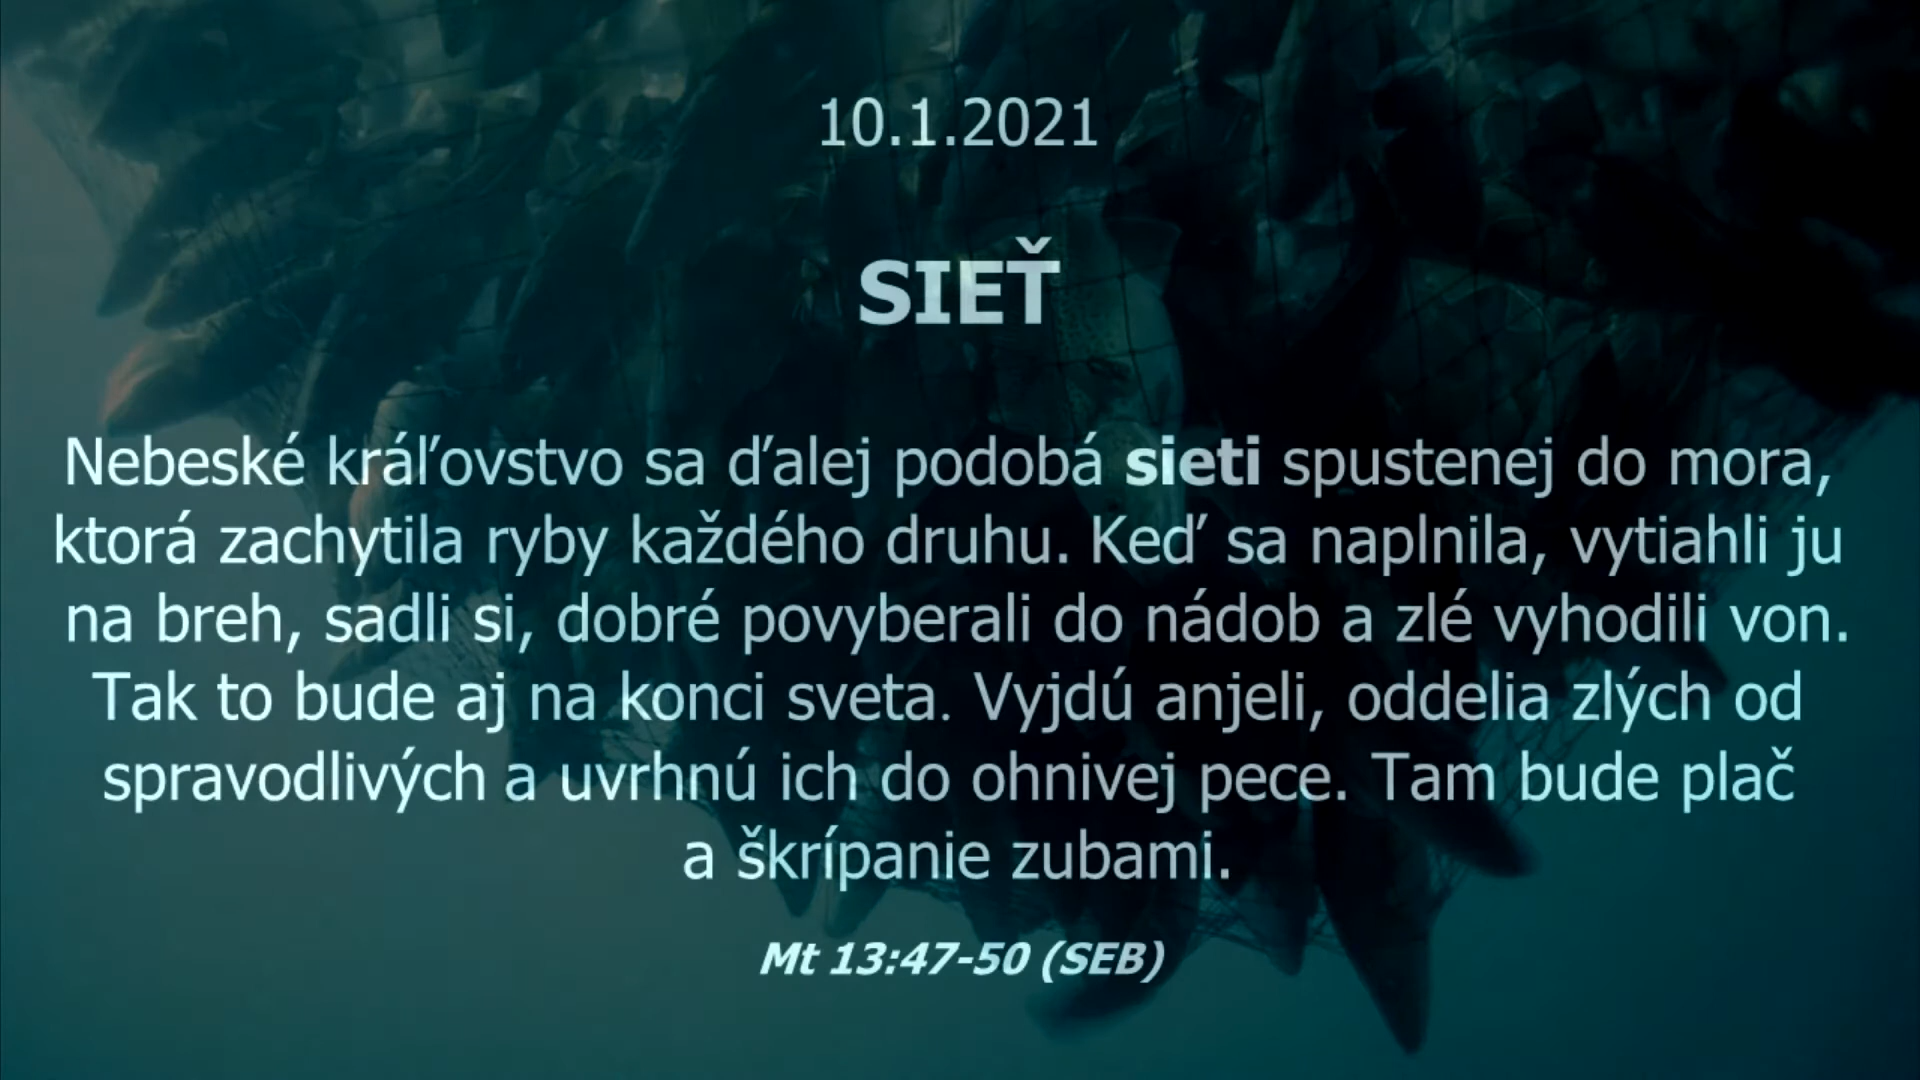 10.1.2021
SIEŤ
Nebeské kráľovstvo sa ďalej podobá sieti spustenej do mora,
ktorá zachytila ryby každého druhu. Keď sa naplnila, vytiahli ju
na breh, sadli si, dobré povyberali do nádob a zlé vyhodili von.
Tak to bude aj na konci sveta. Vyjdú anjeli, oddelia zlých od
spravodlivých a uvrhnú ich do ohnivej pece. Tam bude plač
a škrípanie zubami.
Mt 13:47-50 (SEB)